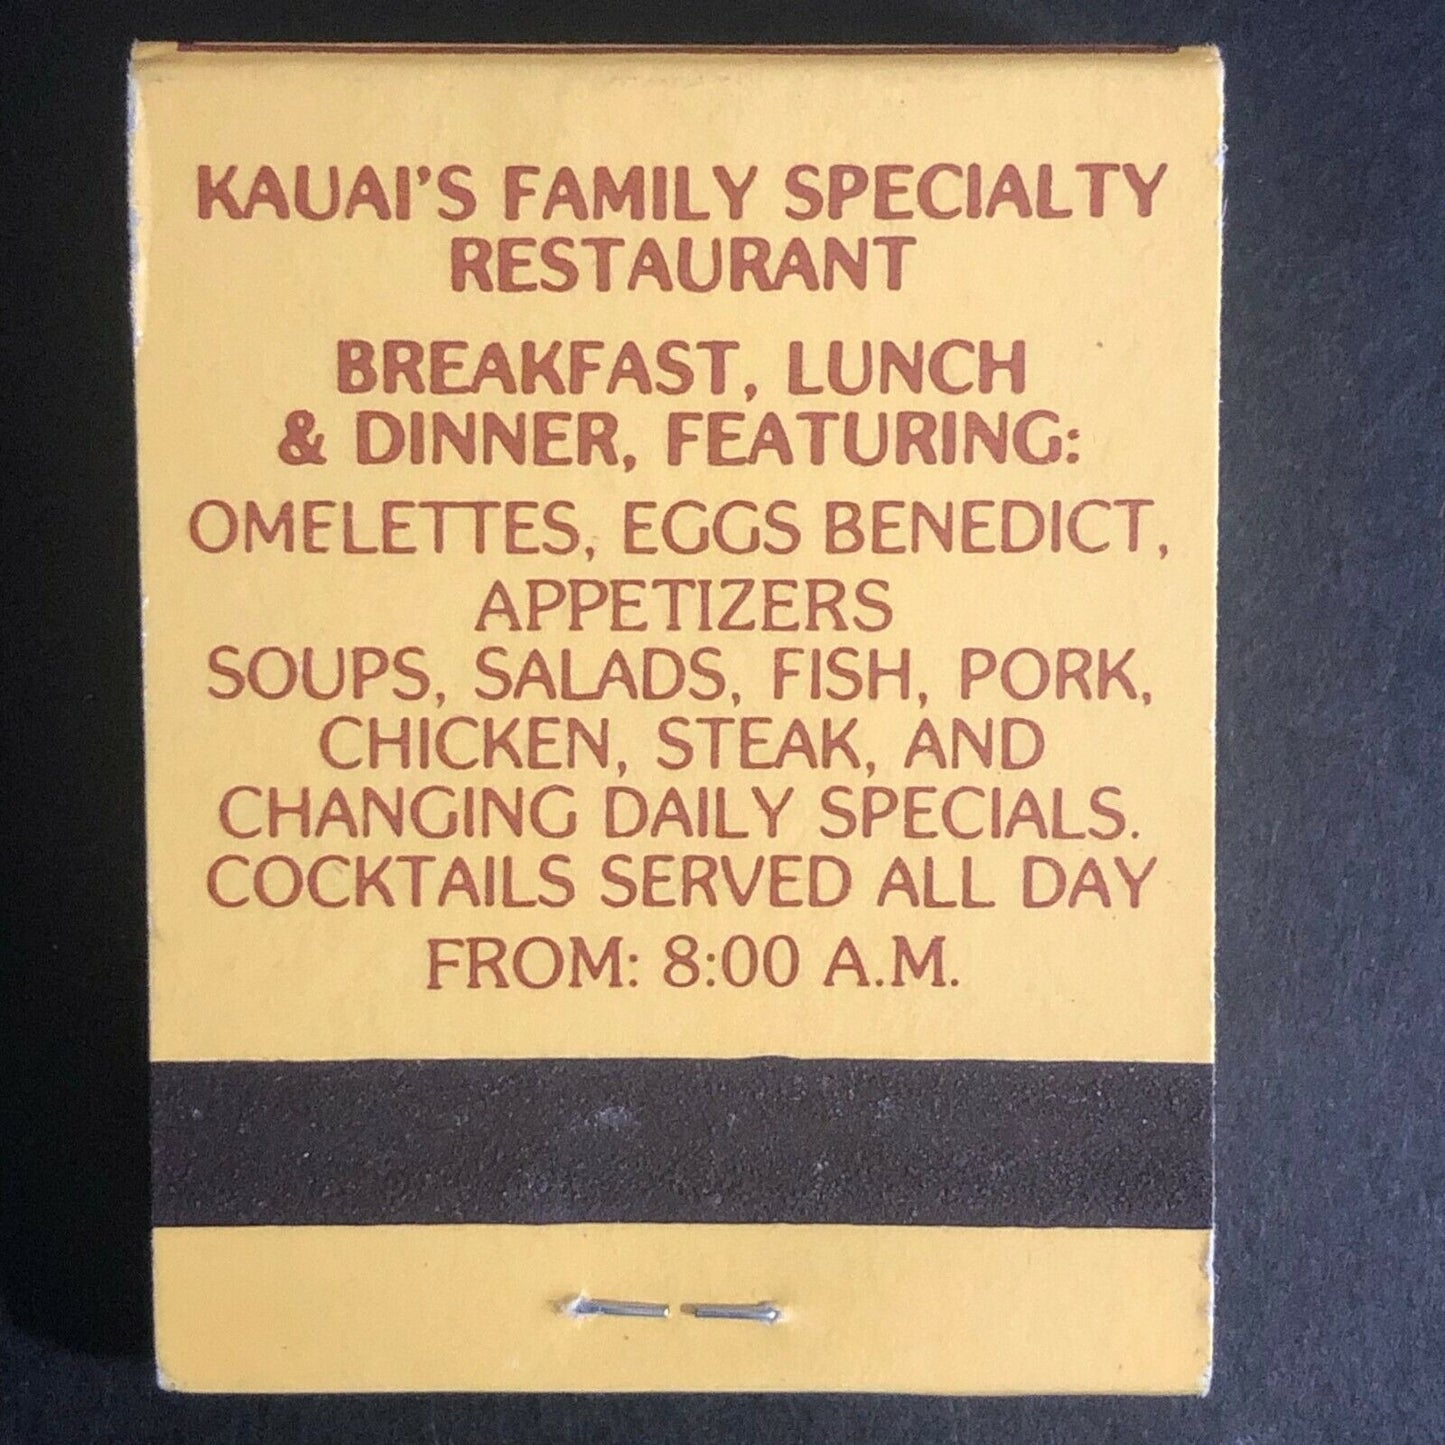 KAUAI'S FAMILY SPECIALTY
RESTAURANT
BREAKFAST, LUNCH
& DINNER, FEATURING:
OMELETTES, EGGS BENEDICT,
APPETIZERS
SOUPS, SALADS, FISH, PORK,
CHICKEN, STEAK, AND
CHANGING DAILY SPECIALS.
COCKTAILS SERVED ALL DAY
FROM: 8:00 A.M.